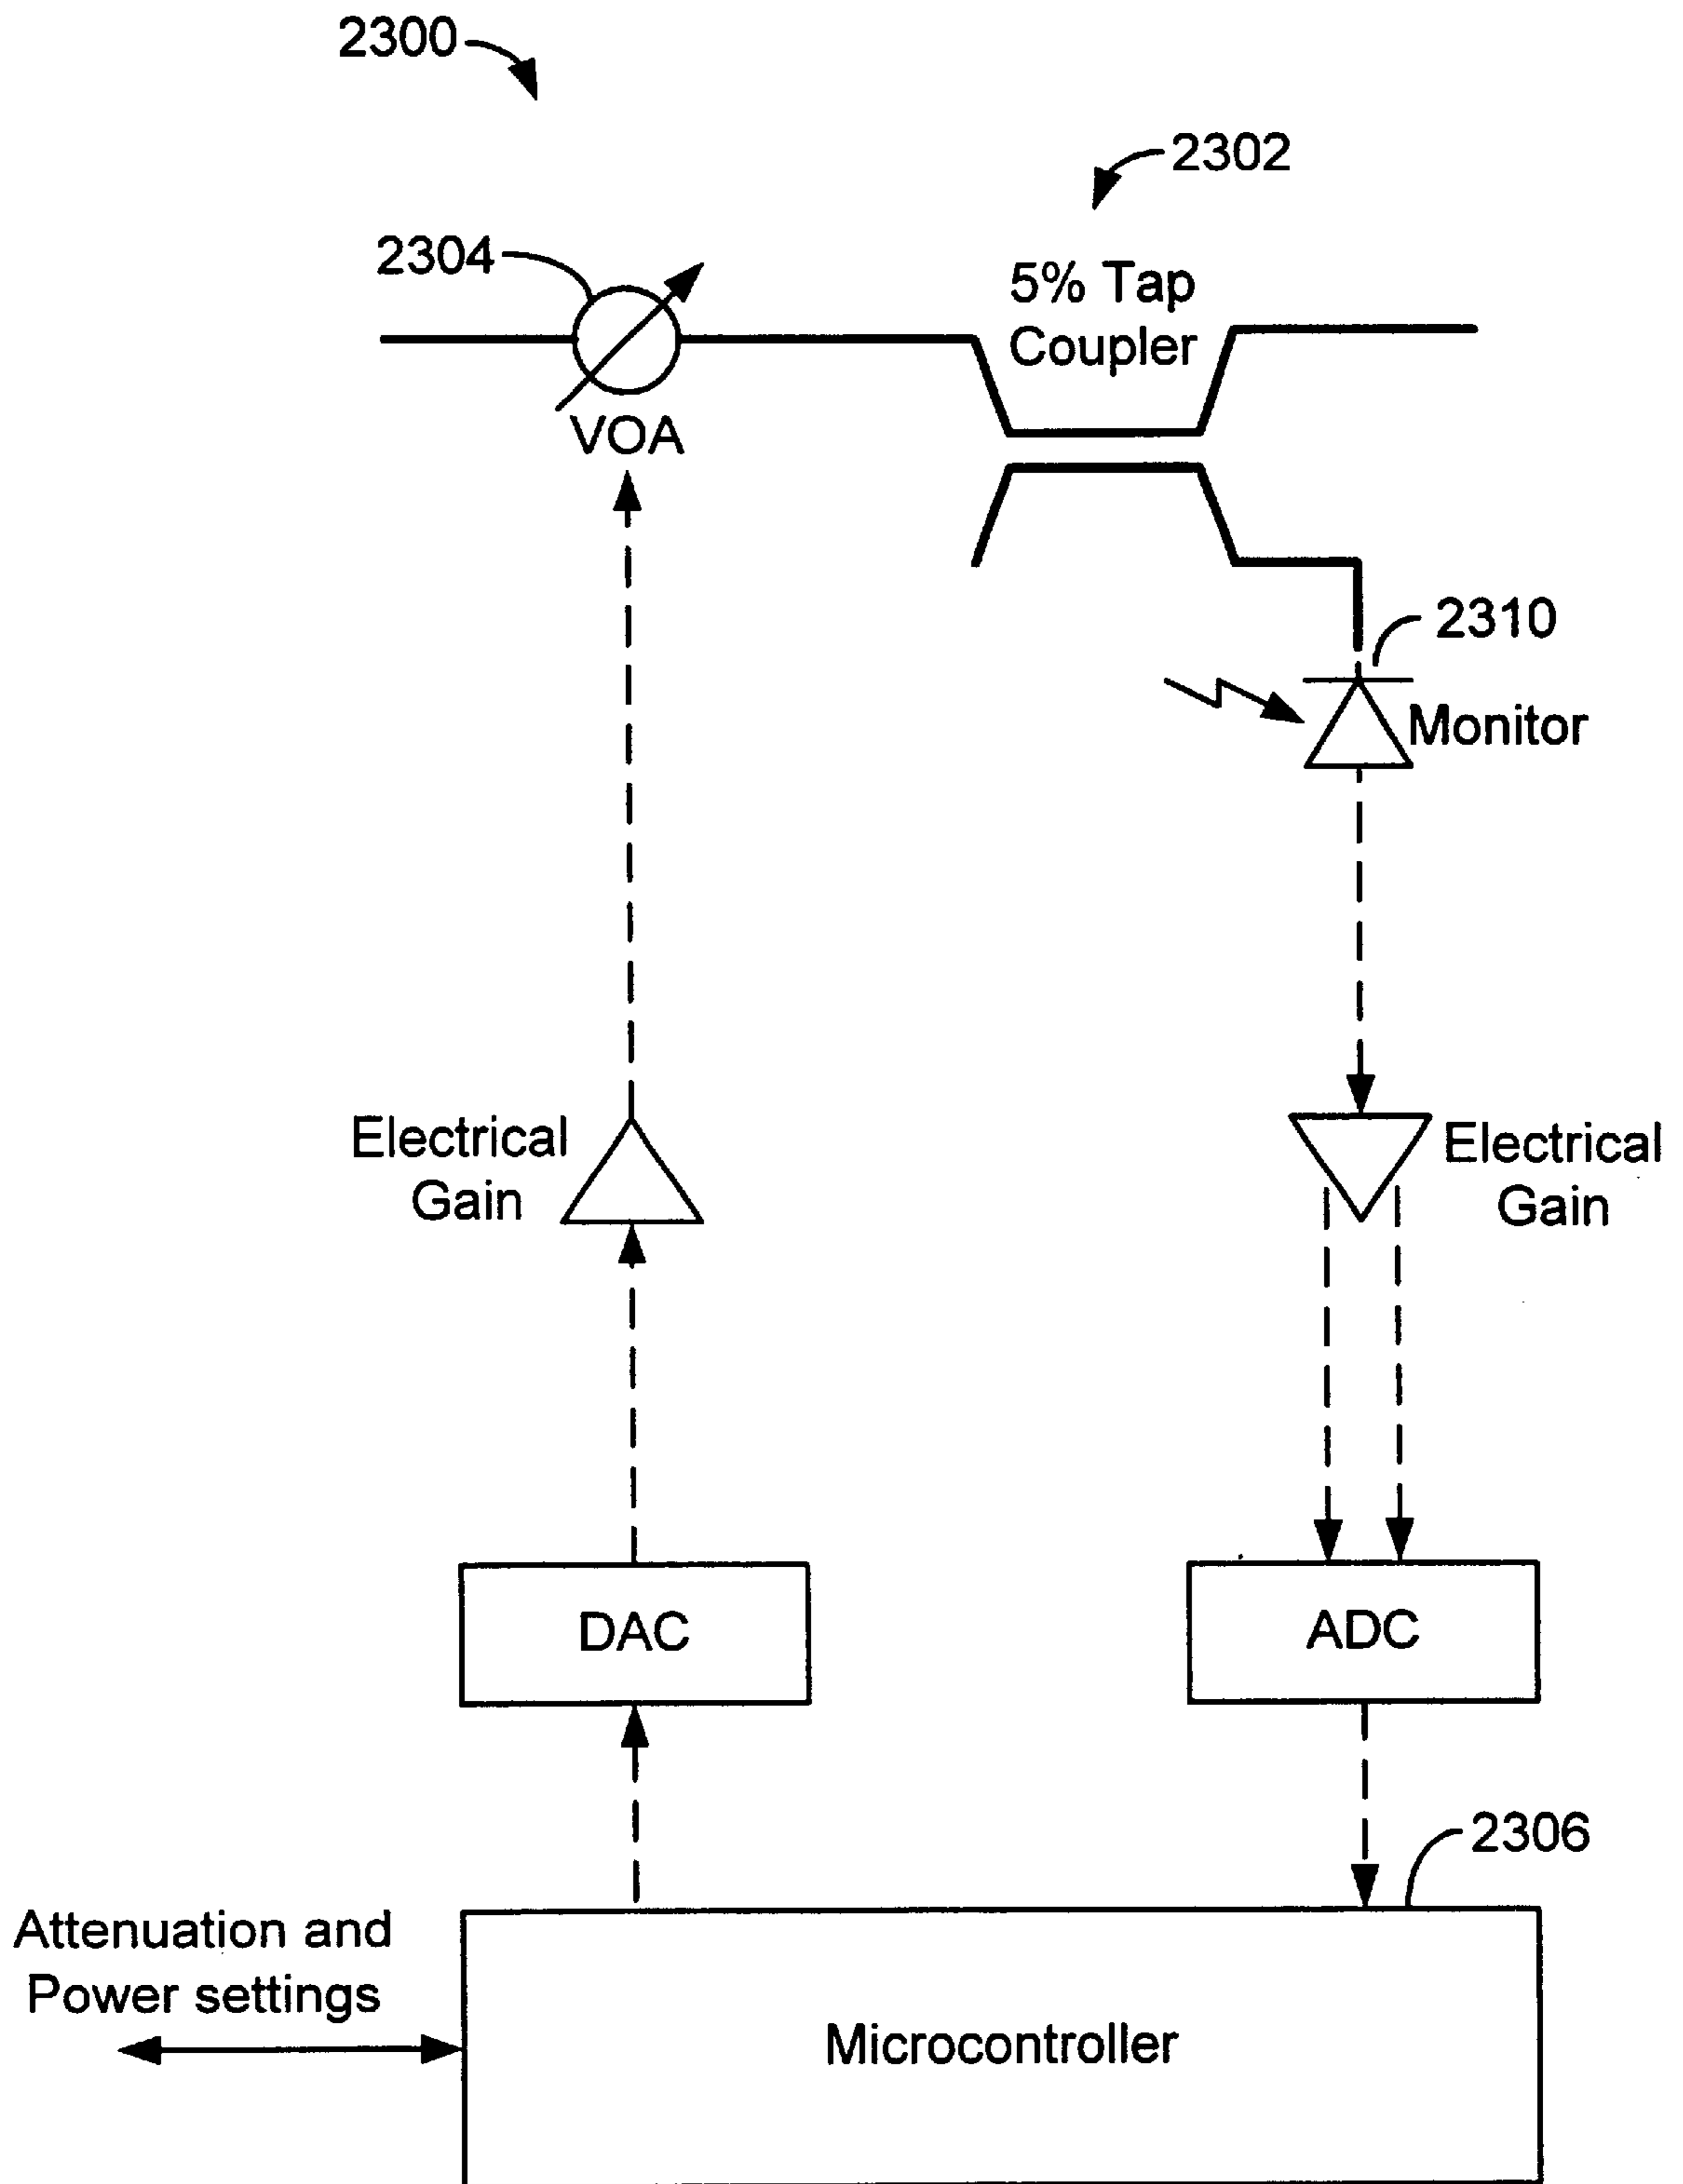 2300
2302
2304
5% Tap
Coupler
VOA
2310
Monitor
Electrical
Gain
Electrical
Gain
DAC
ADC
2306
Attenuation and
Power settings
Microcontroller